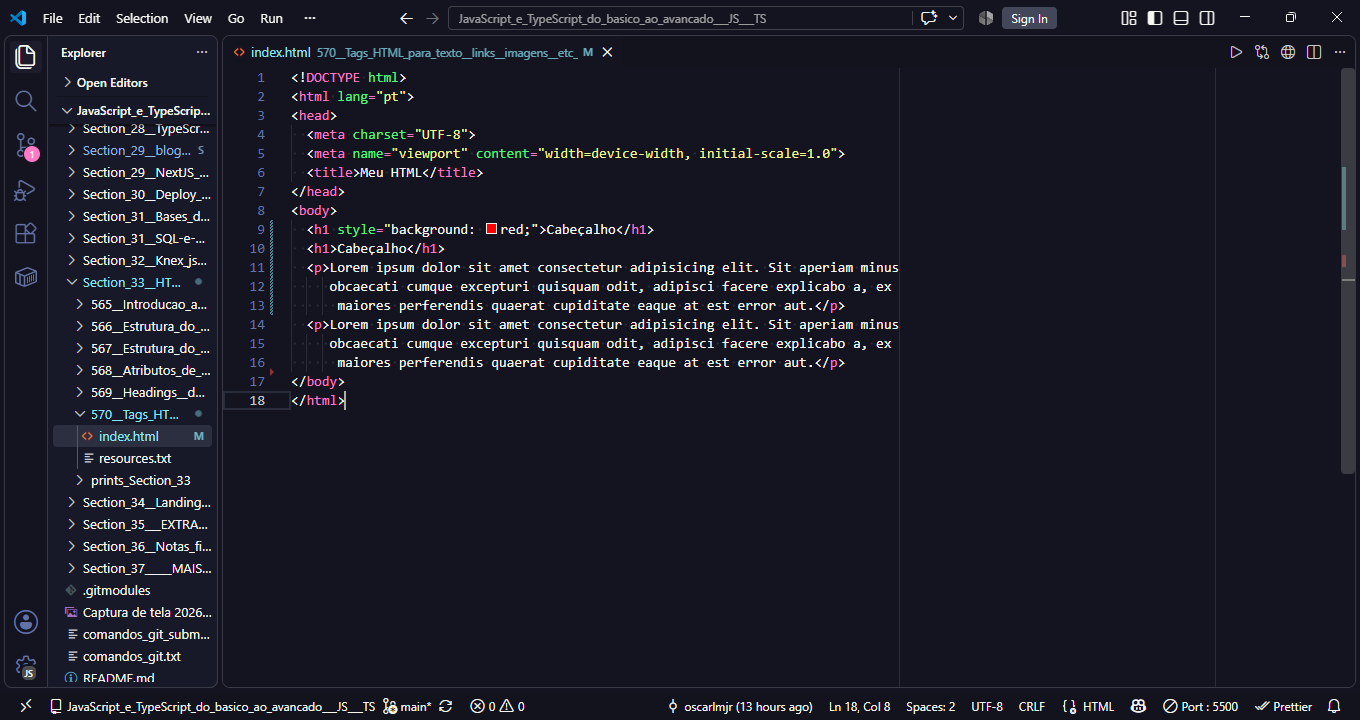 File Edit Selection View Go Run ··· JavaScript_e_TypeScript_do_basico_ao_avancado___JS__TS Sign In
Explorer ···
Open Editors
JavaScript_e_TypeScrip...
Section_28__TypeScr...
Section_29__blog... S
Section_29__NextJS_...
Section_30__Deploy_...
Section_31__Bases_d...
Section_31__SQL-e-...
Section_32__Knex_js...
Section_33__HT...
565__Introducao_a...
566__Estrutura_do_...
567__Estrutura_do_...
568__Atributos_de_...
569__Headings__d...
570__Tags_HT...
index.html M
resources.txt
prints_Section_33
Section_34__Landing...
Section_35___EXTRA...
Section_36__Notas_fi...
Section_37_____MAIS...
.gitmodules
Captura de tela 2026...
comandos_git_subm...
comandos_git.txt
README.md
1
JS
index.html 570__Tags_HTML_para_texto__links__imagens__etc_ M
1 <!DOCTYPE html>
2 <html lang="pt">
3 <head>
4 <meta charset="UTF-8">
5 <meta name="viewport" content="width=device-width, initial-scale=1.0">
6 <title>Meu HTML</title>
7 </head>
8 <body>
9 <h1 style="background: red;">Cabeçalho</h1>
10 <h1>Cabeçalho</h1>
11 <p>Lorem ipsum dolor sit amet consectetur adipisicing elit. Sit aperiam minus
12 obcaecati cumque excepturi quisquam odit, adipisci facere explicabo a, ex
13 maiores perferendis quaerat cupiditate eaque at est error aut.</p>
14 <p>Lorem ipsum dolor sit amet consectetur adipisicing elit. Sit aperiam minus
15 obcaecati cumque excepturi quisquam odit, adipisci facere explicabo a, ex
16 maiores perferendis quaerat cupiditate eaque at est error aut.</p>
17 </body>
18 </html>
JavaScript_e_TypeScript_do_basico_ao_avancado___JS__TS main* 0 0 oscarlmjr (13 hours ago) Ln 18, Col 8 Spaces: 2 UTF-8 CRLF {} HTML Port : 5500 Prettier